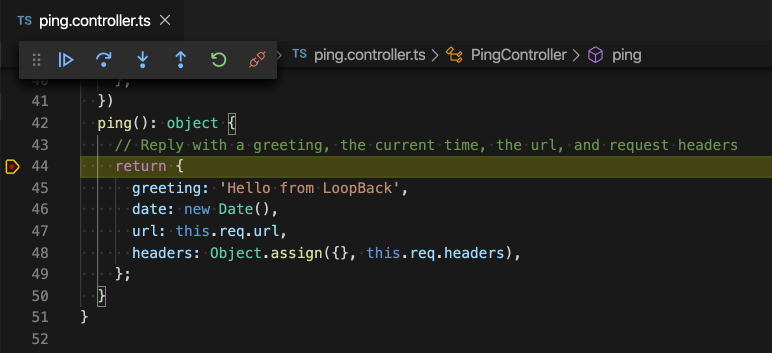 TS ping.controller.ts
TS ping.controller.ts > PingController > ping
40 },
41 })
42 ping(): object {
43 // Reply with a greeting, the current time, the url, and request headers
44 return {
45 greeting: 'Hello from LoopBack',
46 date: new Date(),
47 url: this.req.url,
48 headers: Object.assign({}, this.req.headers),
49 };
50 }
51 }
52